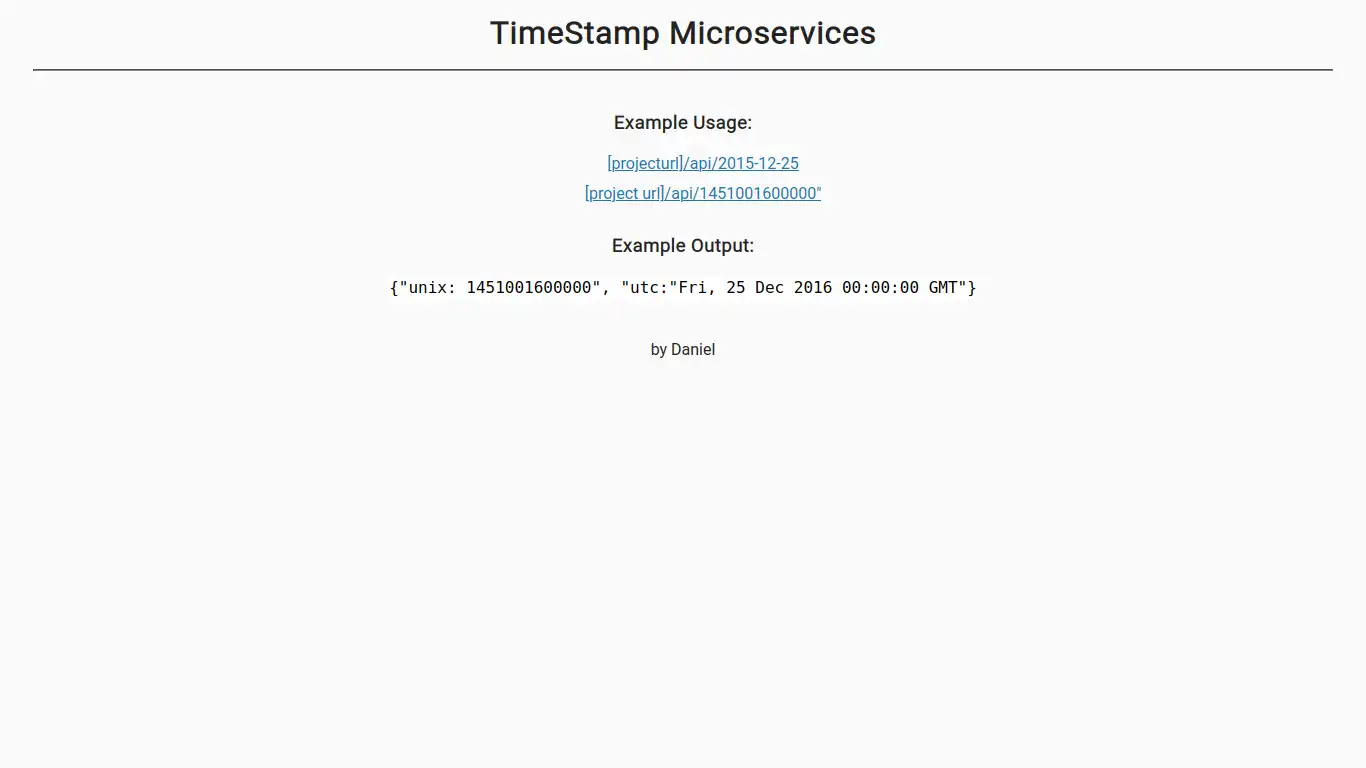 TimeStamp Microservices
Example Usage:
[projecturl]/api/2015-12-25
[project url]/api/1451001600000"
Example Output:
{"unix: 1451001600000", "utc:"Fri, 25 Dec 2016 00:00:00 GMT"}
by Daniel